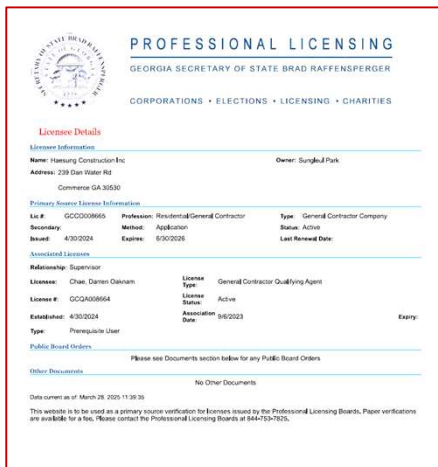 PROFESSIONAL LICENSING
GEORGIA SECRETARY OF STATE BRAD RAFFENSPERGER
CORPORATIONS • ELECTIONS • LICENSING • CHARITIES
Licensee Details
Licensee Information
Name: Haesung Construction Inc Owner: Sungleul Park
Address: 239 Dan Water Rd
Commerce GA 30530
Primary Source License Information
Lic #: GCCO008665 Profession: Residential/General Contractor Type: General Contractor Company
Secondary: Method: Application Status: Active
Issued: 4/30/2024 Expires: 6/30/2026 Last Renewal Date:
Associated Licenses
Relationship: Supervisor
Licensee: Chae, Darren Oaknam License Type: General Contractor Qualifying Agent
License #: GCQA008664 License Status: Active
Established: 4/30/2024 Association Date: 9/6/2023 Expiry:
Type: Prerequisite User
Public Board Orders
Please see Documents section below for any Public Board Orders
Other Documents
No Other Documents
Data current as of: March 28, 2025 11:39:35
This website is to be used as a primary source verification for licenses issued by the Professional Licensing Boards. Paper verifications
are available for a fee. Please contact the Professional Licensing Boards at 844-753-7825.